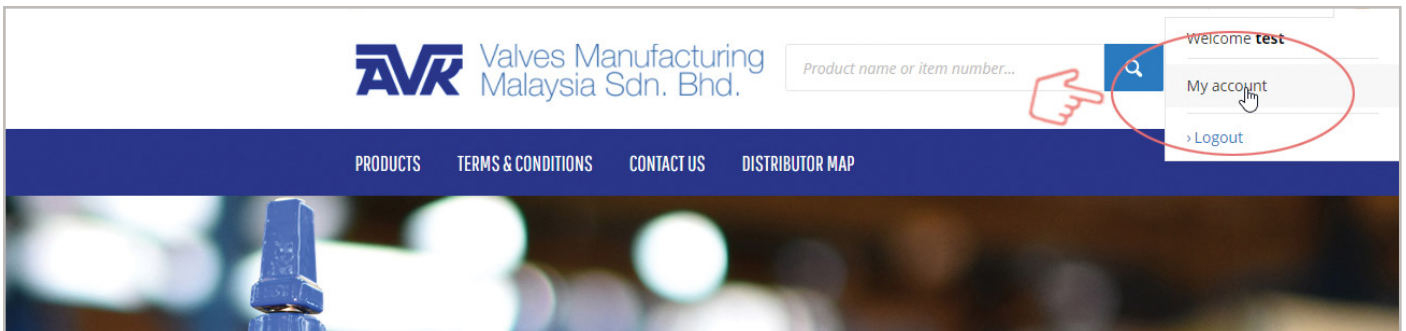 Welcome test
AVK Valves Manufacturing
Malaysia Sdn. Bhd.
Product name or item number...
My account
› Logout
PRODUCTS TERMS & CONDITIONS CONTACT US DISTRIBUTOR MAP